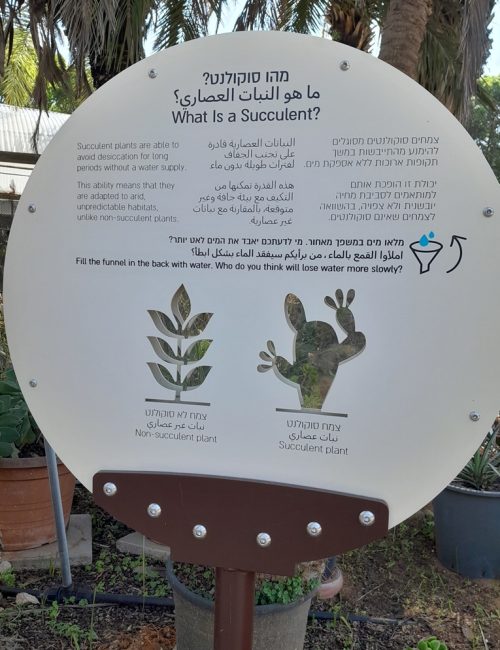 מהו סוקולנט?
ما هو النبات العصاري؟
What Is a Succulent?
Succulent plants are able to
avoid desiccation for long
periods without a water supply.
This ability means that they
are adapted to arid,
unpredictable habitats,
unlike non-succulent plants.
النباتات العصارية قادرة
على تجنب الجفاف
لفترات طويلة بدون ماء.
هذه القدرة تمكنها من
التكيف مع بيئة جافة وغير
متوقعة، بالمقارنة مع نباتات
غير عصارية.
צמחים סוקולנטים מסוגלים
להימנע מהתייבשות במשך
תקופות ארוכות ללא אספקת מים.
יכולת זו הופכת אותם
למותאמים לסביבת מחיה
יובשנית ולא צפויה, בהשוואה
לצמחים שאינם סוקולנטים.
מלאו מים במשפך מאחור. מי לדעתכם יאבד את המים לאט יותר?
املأوا القمع بالماء ، من برأيكم سيفقد الماء بشكل ابطأ؟
Fill the funnel in the back with water. Who do you think will lose water more slowly?
צמח לא סוקולנט
نبات غير عصاري
Non-succulent plant
צמח סוקולנט
نبات عصاري
Succulent plant